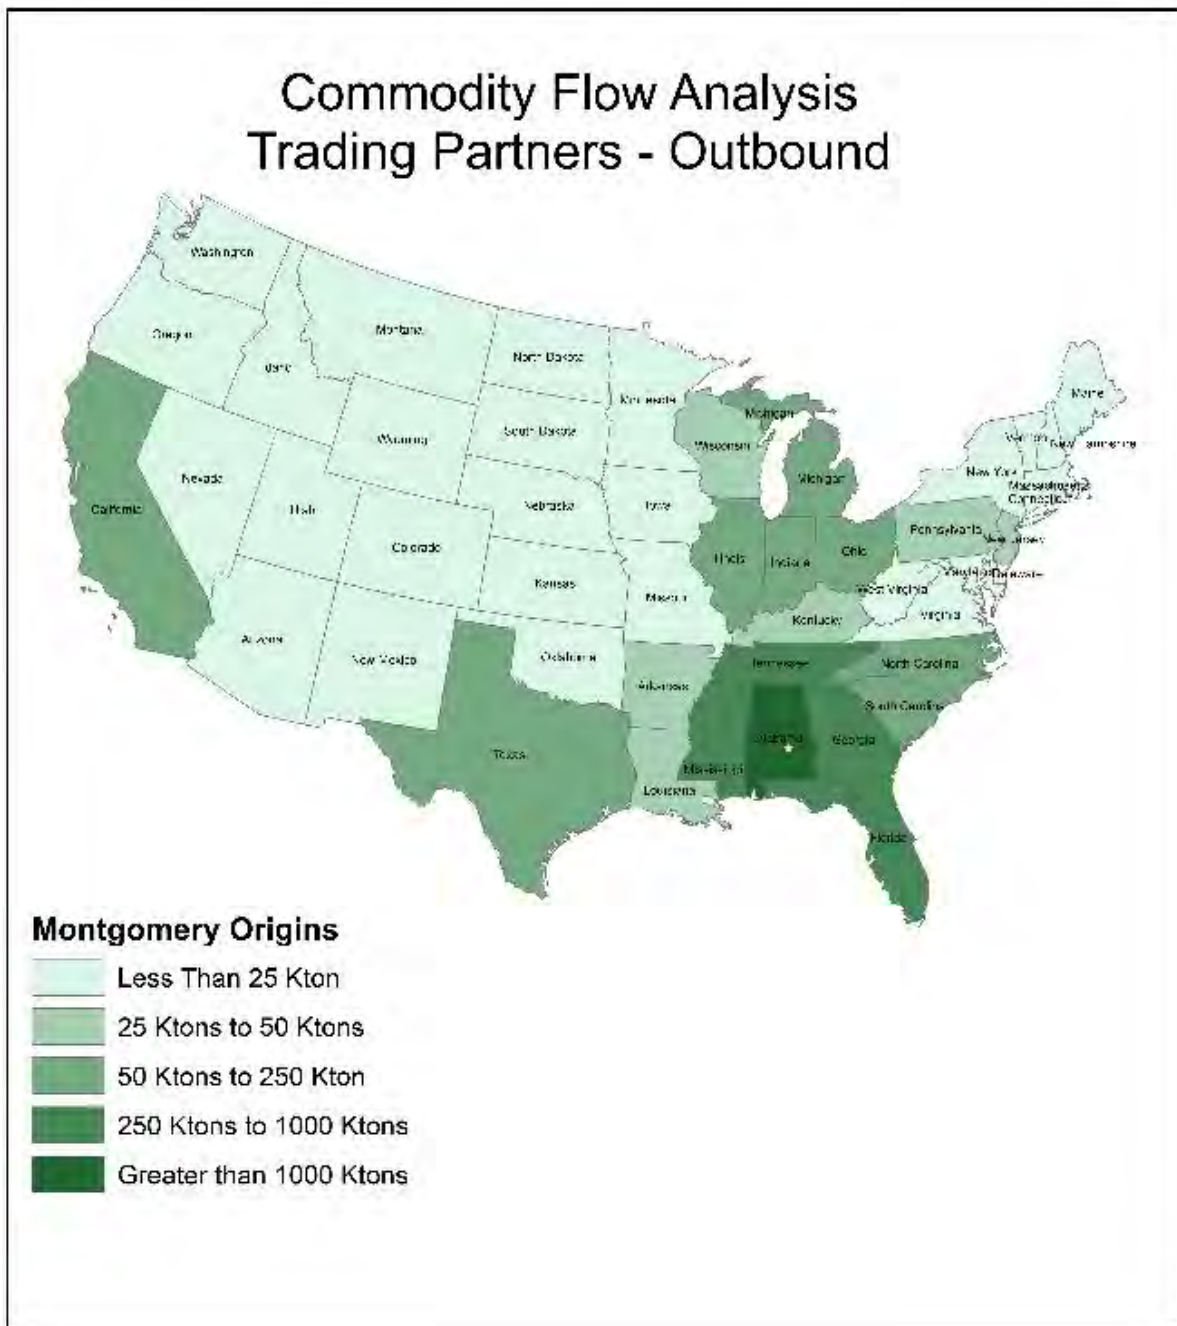 Commodity Flow Analysis
Trading Partners - Outbound
Washington
Oregon
Montana
North Dakota
Minnesota
Wyoming
South Dakota
Wisconsin
Michigan
Michigan
Maine
New York
Massachusetts
Connecticut
Nevada
Utah
Colorado
Nebraska
Iowa
California
Kansas
Missouri
Illinois
Indiana
Ohio
Pennsylvania
New Jersey
Delaware
West Virginia
Virginia
Kentucky
Arizona
New Mexico
Oklahoma
Arkansas
Tennessee
North Carolina
South Carolina
Texas
Louisiana
Mississippi
Alabama
Georgia
Florida
Montgomery Origins
Less Than 25 Kton
25 Ktons to 50 Ktons
50 Ktons to 250 Kton
250 Ktons to 1000 Ktons
Greater than 1000 Ktons